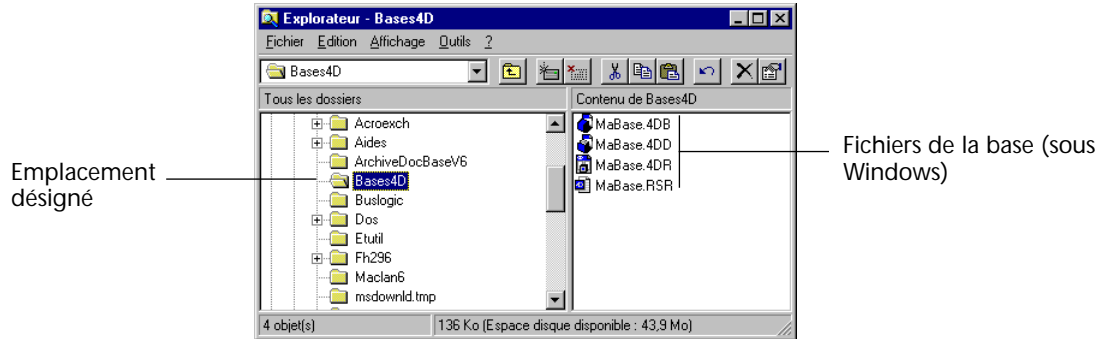 Explorateur - Bases4D
Fichier Edition Affichage Outils ?
Bases4D
Tous les dossiers
Contenu de Bases4D
Acroexch
Aides
ArchiveDocBaseV6
Bases4D
Buslogic
Dos
Etutil
Fh296
Maclan6
msdownld.tmp
MaBase.4DB
MaBase.4DD
MaBase.4DR
MaBase.RSR
4 objet(s)
136 Ko (Espace disque disponible : 43,9 Mo)
Emplacement
désigné
Fichiers de la base (sous
Windows)